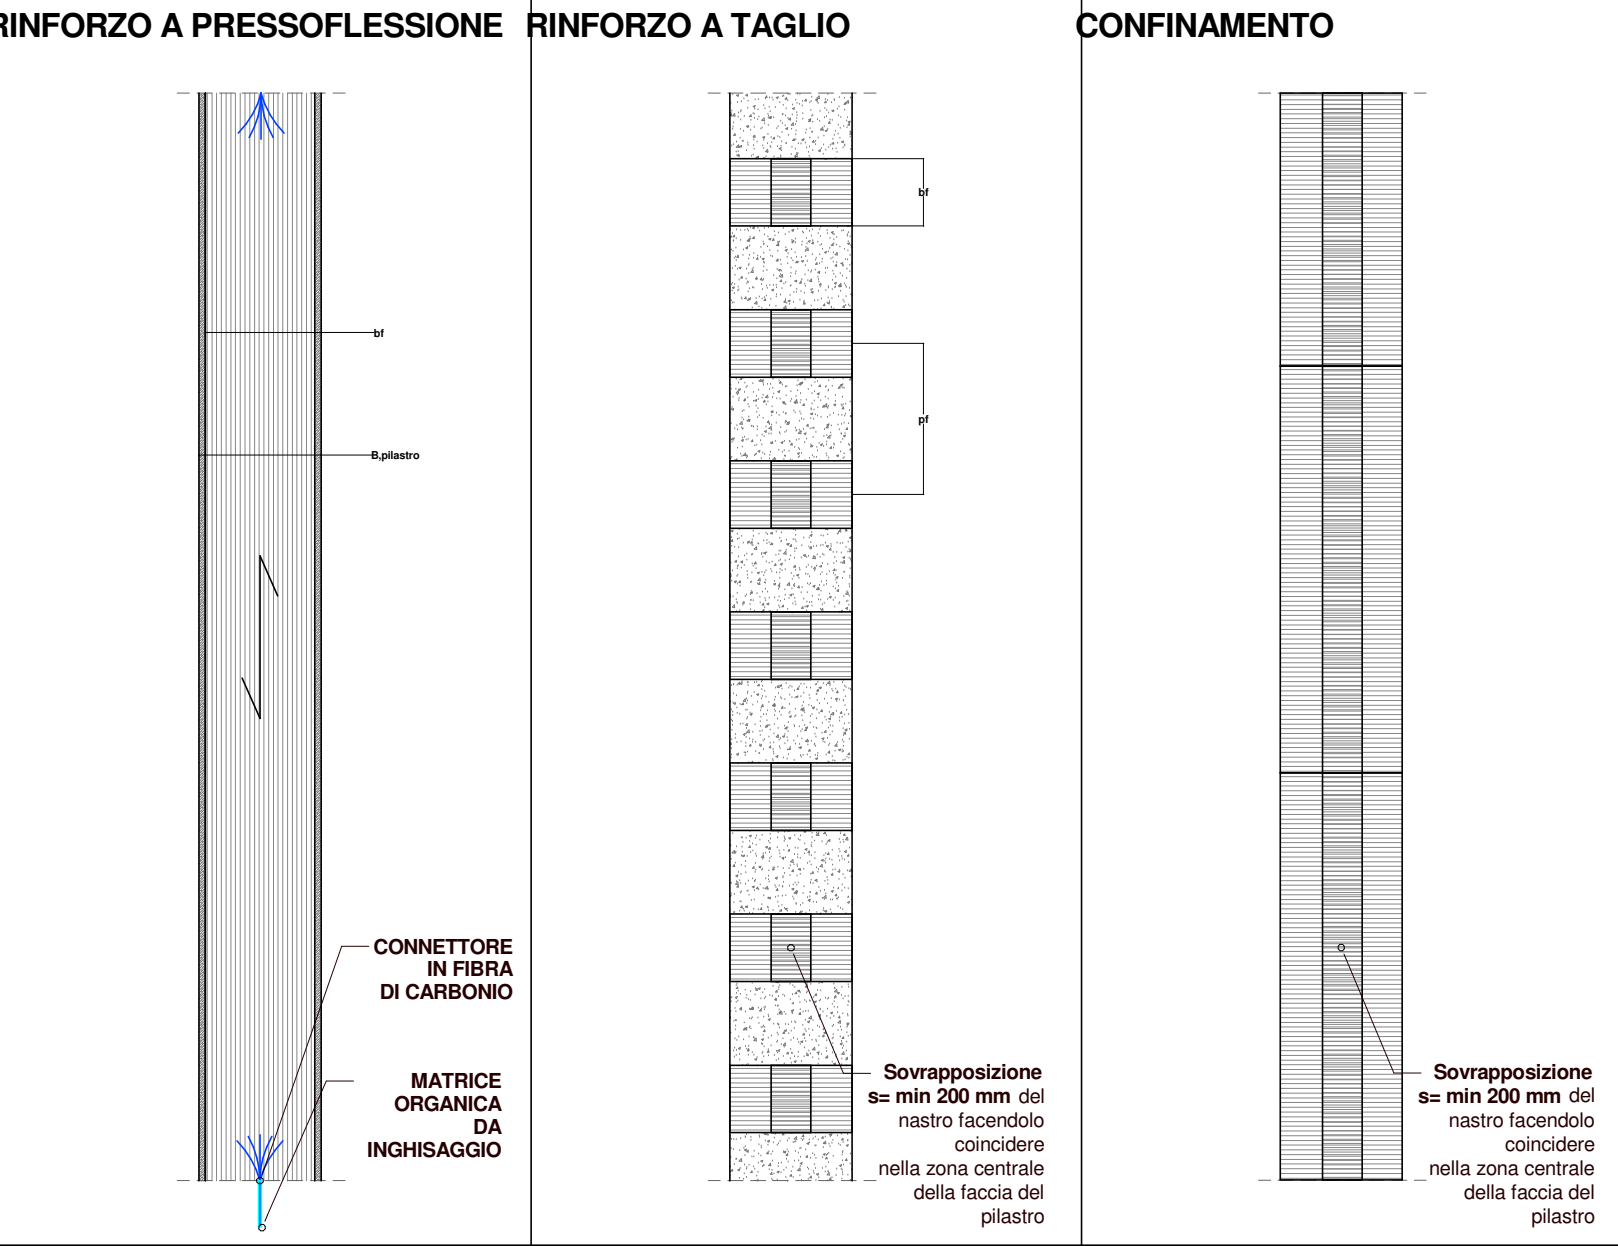 RINFORZO A PRESSOFLESSIONE
bf
B,pilastro
CONNETTORE
IN FIBRA
DI CARBONIO
MATRICE
ORGANICA
DA
INGHISAGGIO
RINFORZO A TAGLIO
bf
pf
Sovrapposizione
s= min 200 mm del
nastro facendolo
coincidere
nella zona centrale
della faccia del
pilastro
CONFINAMENTO
Sovrapposizione
s= min 200 mm del
nastro facendolo
coincidere
nella zona centrale
della faccia del
pilastro